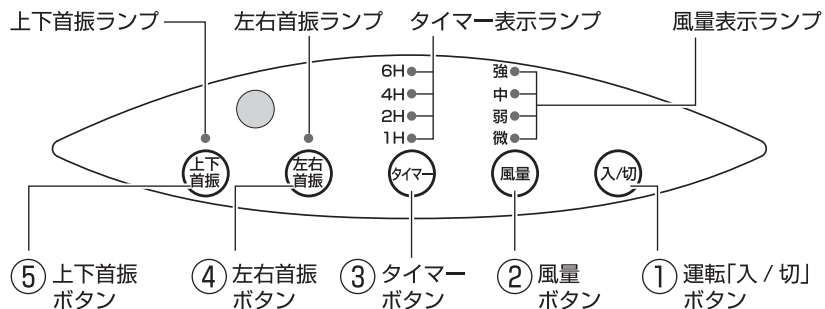 上下首振ランプ 左右首振ランプ タイマー表示ランプ 風量表示ランプ
6H 強
4H 中
2H 弱
1H 微
上下首振 左右首振 タイマー 風量 入/切
⑤ 上下首振ボタン
④ 左右首振ボタン
③ タイマーボタン
② 風量ボタン
① 運転「入/切」ボタン